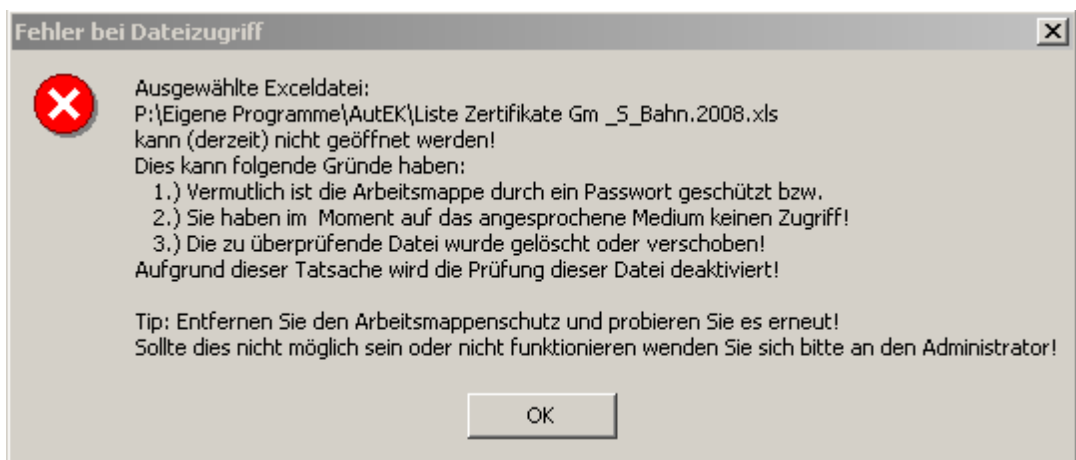 Fehler bei Dateizugriff
Ausgewählte Exceldatei:
P:\Eigene Programme\AutEK\Liste Zertifikate Gm _S_Bahn.2008.xls
kann (derzeit) nicht geöffnet werden!
Dies kann folgende Gründe haben:
1.) Vermutlich ist die Arbeitsmappe durch ein Passwort geschützt bzw.
2.) Sie haben im  Moment auf das angesprochene Medium keinen Zugriff!
3.) Die zu überprüfende Datei wurde gelöscht oder verschoben!
Aufgrund dieser Tatsache wird die Prüfung dieser Datei deaktiviert!
Tip: Entfernen Sie den Arbeitsmappenschutz und probieren Sie es erneut!
Sollte dies nicht möglich sein oder nicht funktionieren wenden Sie sich bitte an den Administrator!
OK